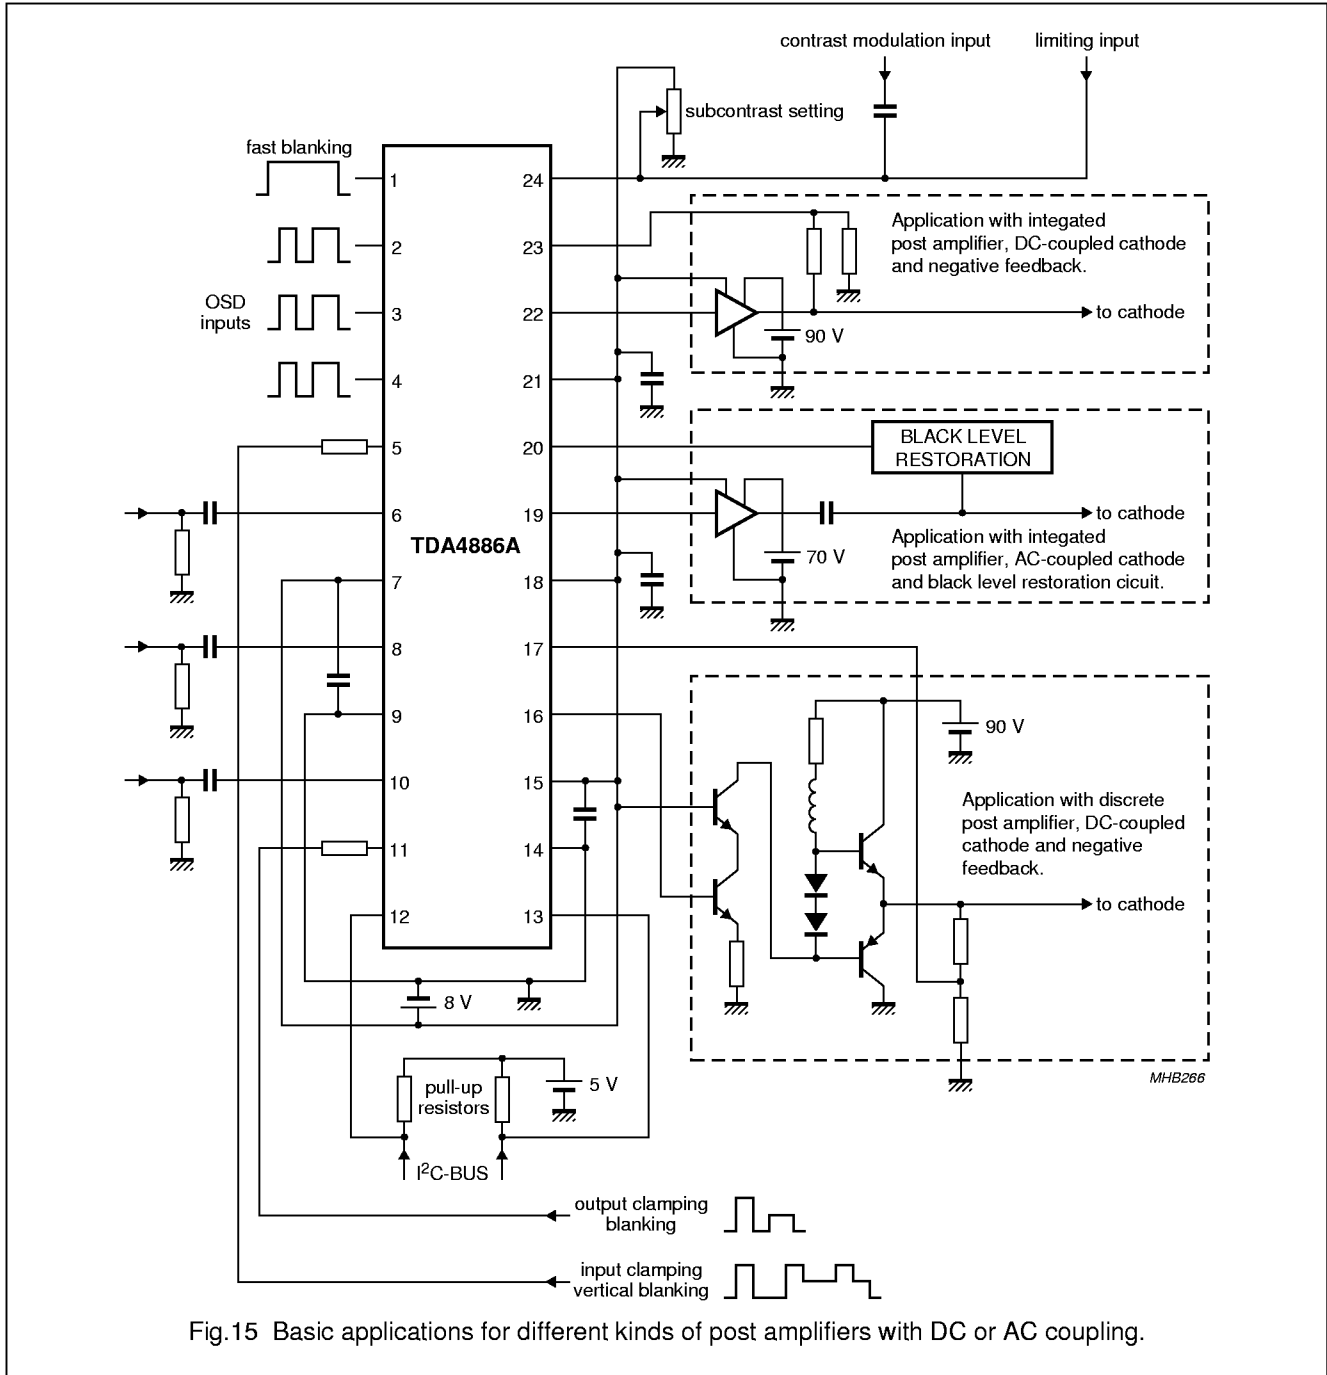 contrast modulation input
limiting input
subcontrast setting
fast blanking
1
24
2
23
Application with integated
post amplifier, DC-coupled cathode
and negative feedback.
OSD
inputs
3
22
to cathode
90 V
4
21
5
20
BLACK LEVEL
RESTORATION
6
19
to cathode
TDA4886A
Application with integated
post amplifier, AC-coupled cathode
and black level restoration cicuit.
70 V
7
18
8
17
9
16
90 V
10
15
Application with discrete
post amplifier, DC-coupled
cathode and negative
feedback.
11
14
12
13
to cathode
8 V
MHB266
pull-up
resistors
5 V
I²C-BUS
output clamping
blanking
input clamping
vertical blanking
Fig.15 Basic applications for different kinds of post amplifiers with DC or AC coupling.